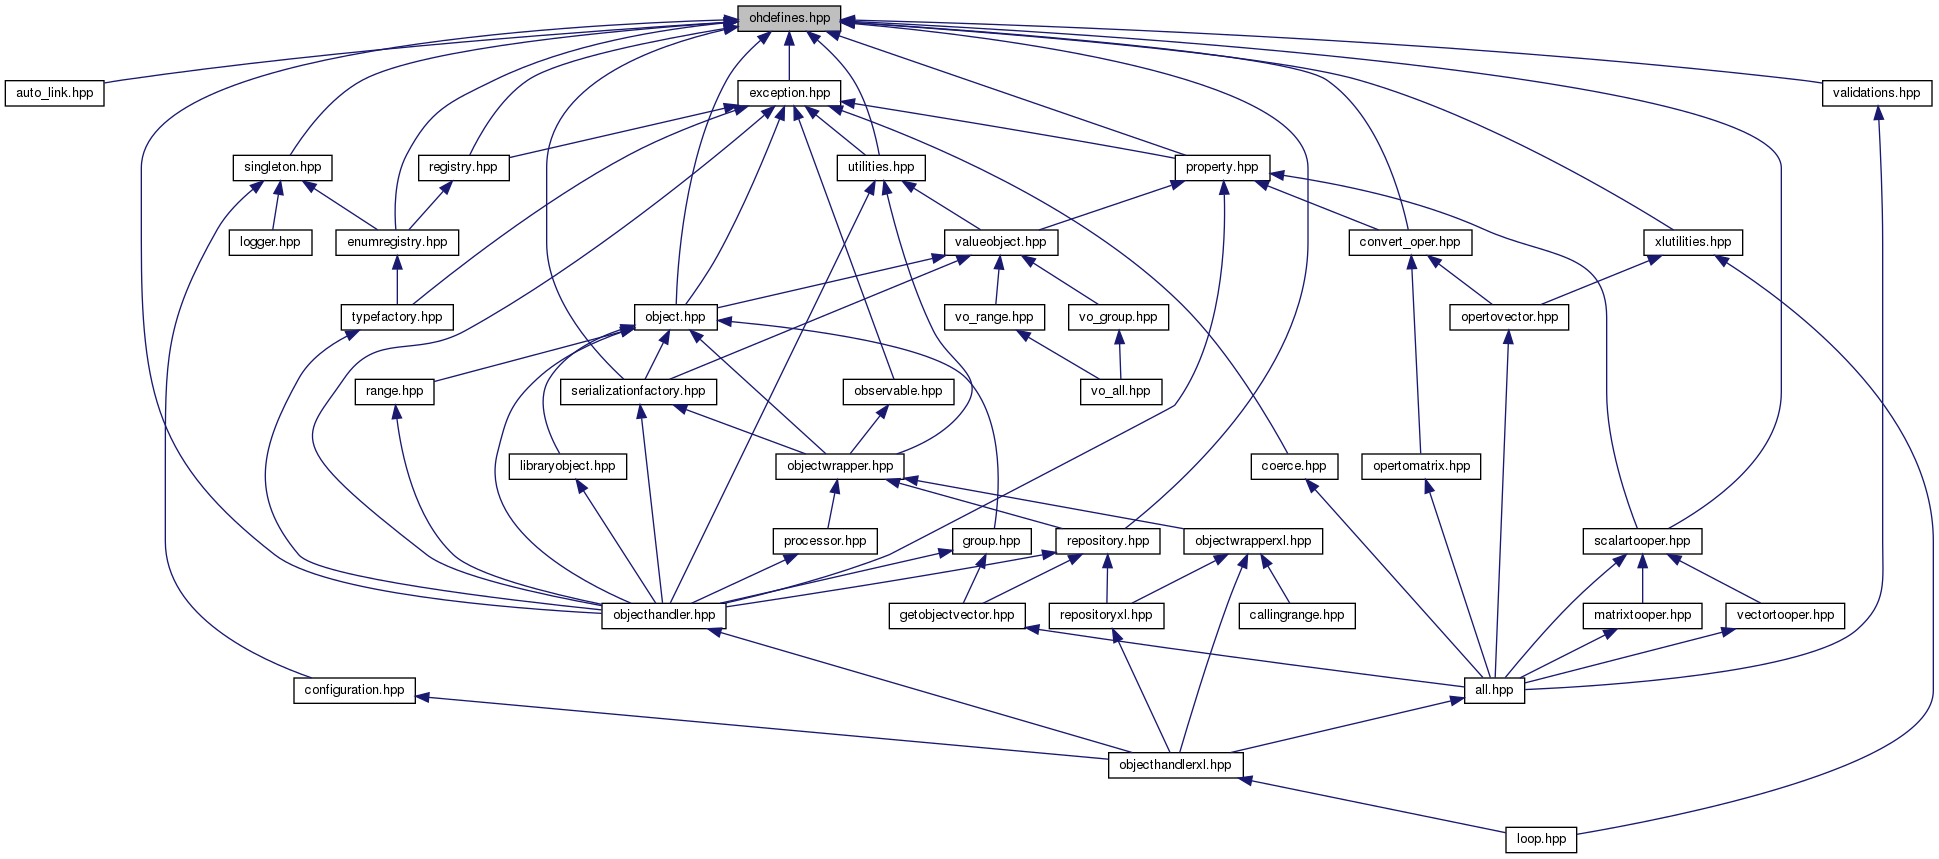 ohdefines.hpp
auto_link.hpp
exception.hpp
validations.hpp
singleton.hpp
registry.hpp
utilities.hpp
property.hpp
logger.hpp
enumregistry.hpp
valueobject.hpp
convert_oper.hpp
xlutilities.hpp
typefactory.hpp
object.hpp
vo_range.hpp
vo_group.hpp
opertovector.hpp
range.hpp
serializationfactory.hpp
observable.hpp
vo_all.hpp
libraryobject.hpp
objectwrapper.hpp
coerce.hpp
opertomatrix.hpp
processor.hpp
group.hpp
repository.hpp
objectwrapperxl.hpp
scalartooper.hpp
objecthandler.hpp
getobjectvector.hpp
repositoryxl.hpp
callingrange.hpp
matrixtooper.hpp
vectortooper.hpp
configuration.hpp
all.hpp
objecthandlerxl.hpp
loop.hpp